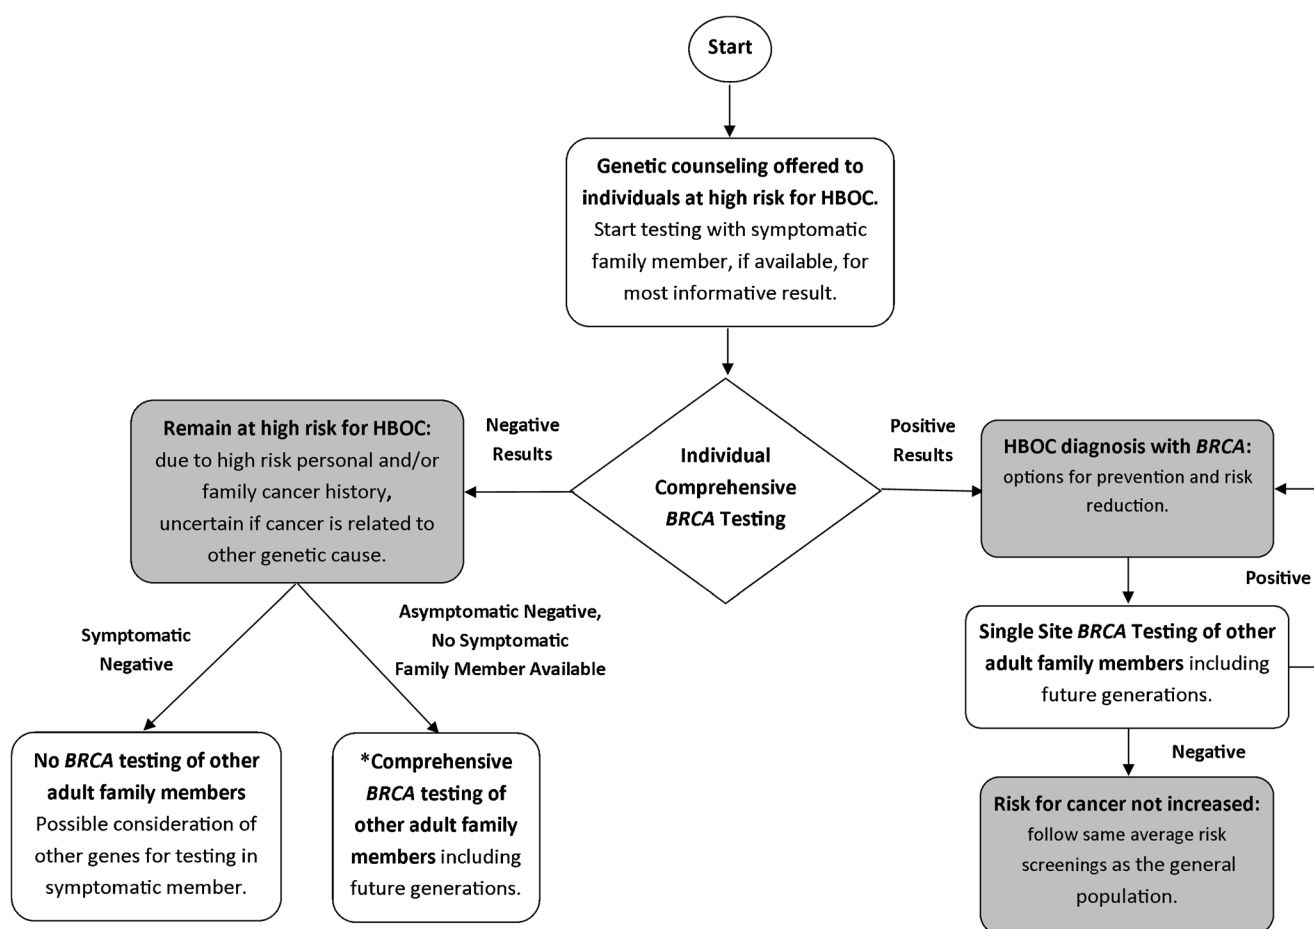 Start
Genetic counseling offered to
individuals at high risk for HBOC.
Start testing with symptomatic
family member, if available, for
most informative result.
Individual
Comprehensive
BRCA Testing
Negative
Results
Positive
Results
Remain at high risk for HBOC:
due to high risk personal and/or
family cancer history,
uncertain if cancer is related to
other genetic cause.
HBOC diagnosis with BRCA:
options for prevention and risk
reduction.
Symptomatic
Negative
Asymptomatic Negative,
No Symptomatic
Family Member Available
Positive
Single Site BRCA Testing of other
adult family members including
future generations.
Negative
No BRCA testing of other
adult family members
Possible consideration of
other genes for testing in
symptomatic member.
*Comprehensive
BRCA testing of
other adult family
members including
future generations.
Risk for cancer not increased:
follow same average risk
screenings as the general
population.